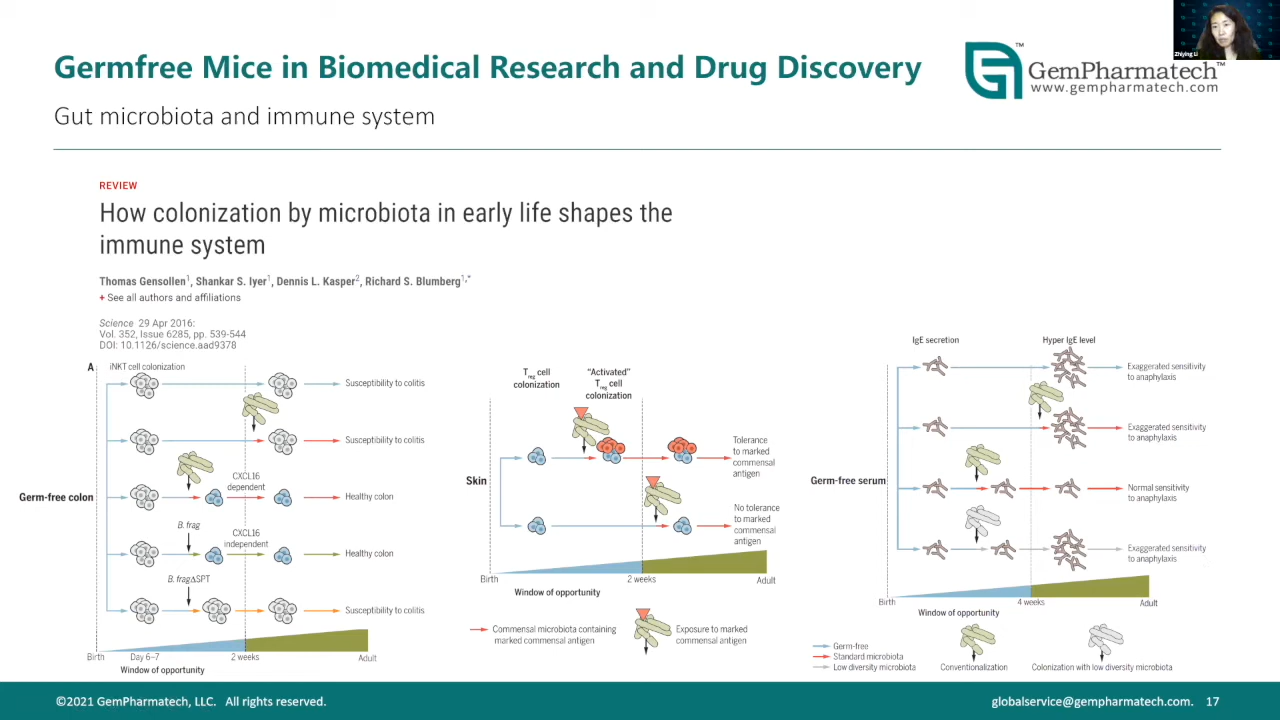 Zhiying Li
Germfree Mice in Biomedical Research and Drug Discovery
GemPharmatech™
www.gempharmatech.com
Gut microbiota and immune system
REVIEW
How colonization by microbiota in early life shapes the
immune system
Thomas Gensollen1, Shankar S. Iyer1, Dennis L. Kasper2, Richard S. Blumberg1,*
+ See all authors and affiliations
Science 29 Apr 2016:
Vol. 352, Issue 6285, pp. 539-544
DOI: 10.1126/science.aad9378
A
iNKT cell colonization
Susceptibility to colitis
Susceptibility to colitis
Germ-free colon
CXCL16
dependent
Healthy colon
B. frag
CXCL16
independent
Healthy colon
B. frag∆SPT
Susceptibility to colitis
Birth
Day 6–7
2 weeks
Adult
Window of opportunity
Treg cell
colonization
"Activated"
Treg cell
colonization
Skin
Tolerance
to marked
commensal
antigen
No tolerance
to marked
commensal
antigen
Birth
2 weeks
Adult
Window of opportunity
Commensal microbiota containing
marked commensal antigen
Exposure to marked
commensal antigen
IgE secretion
Hyper IgE level
Exaggerated sensitivity
to anaphylaxis
Exaggerated sensitivity
to anaphylaxis
Germ-free serum
Normal sensitivity
to anaphylaxis
Exaggerated sensitivity
to anaphylaxis
Birth
4 weeks
Adult
Window of opportunity
Germ-free
Standard microbiota
Low diversity microbiota
Conventionalization
Colonization with low diversity microbiota
©2021 GemPharmatech, LLC. All rights reserved.
globalservice@gempharmatech.com. 17